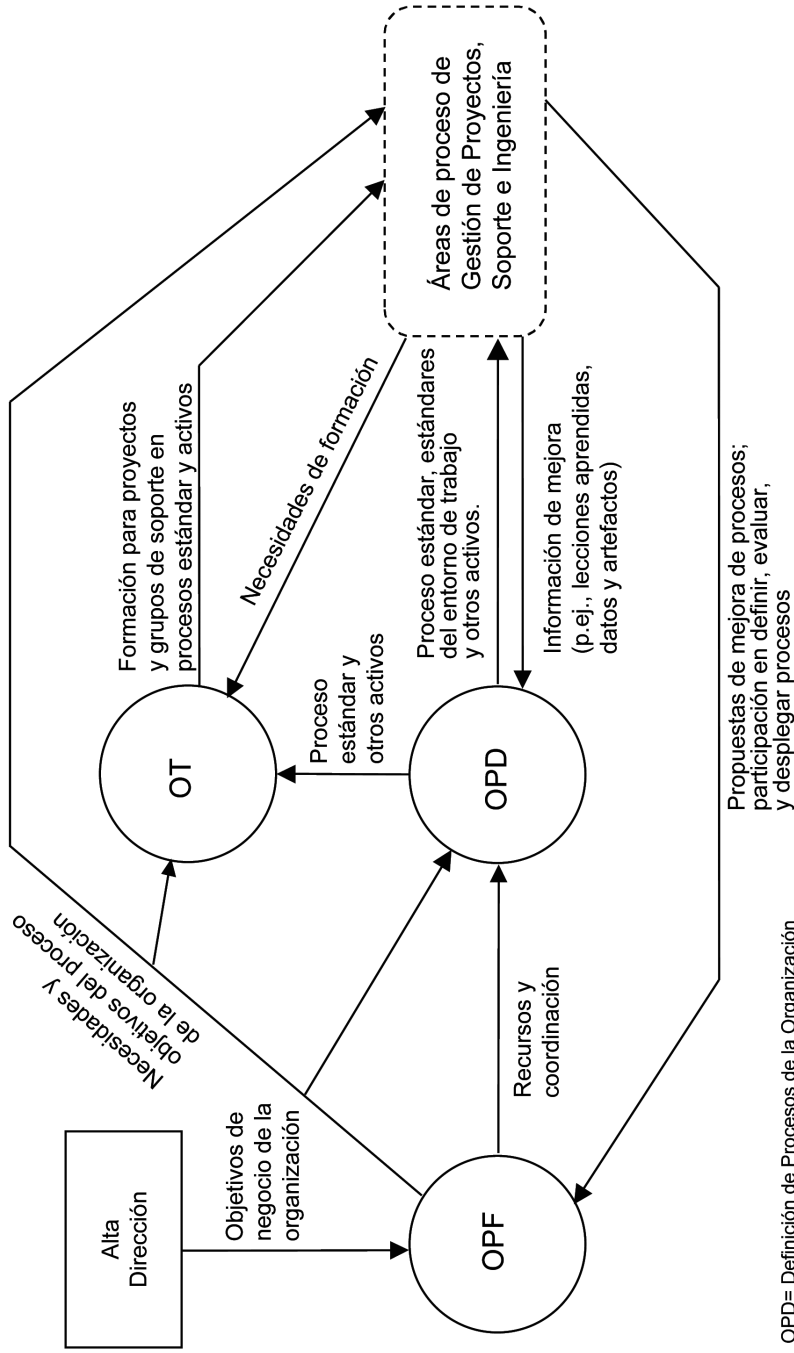 Alta
Dirección
Objetivos de
negocio de la
organización
OPF
Necesidades y
objetivos del proceso
de la organización
Recursos y
coordinación
OT
Formación para proyectos
y grupos de soporte en
procesos estándar y activos
Necesidades de formación
Proceso
estándar y
otros activos
OPD
Proceso estándar, estándares
del entorno de trabajo
y otros activos.
Información de mejora
(p.ej., lecciones aprendidas,
datos y artefactos)
Áreas de proceso de
Gestión de Proyectos,
Soporte e Ingeniería
Propuestas de mejora de procesos;
participación en definir, evaluar,
y desplegar procesos
OPD= Definición de Procesos de la Organización